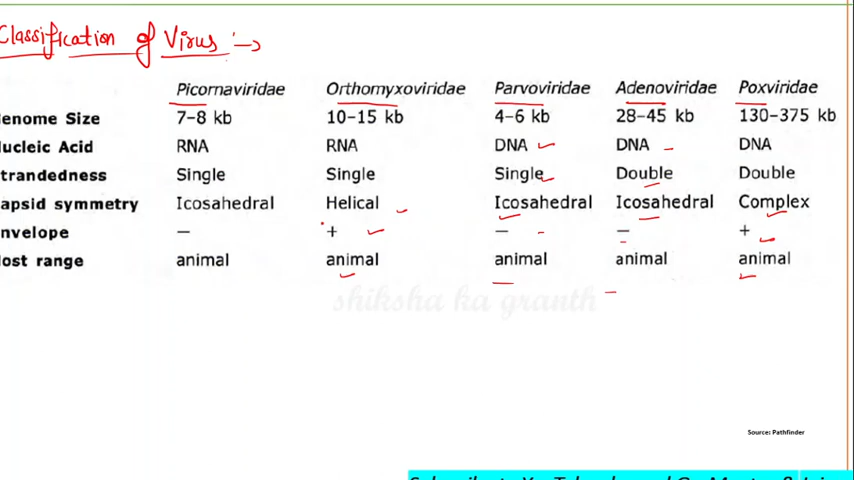 Classification of Virus :→
Picornaviridae Orthomyxoviridae Parvoviridae Adenoviridae Poxviridae
enome Size 7–8 kb 10–15 kb 4–6 kb 28–45 kb 130–375 kb
ucleic Acid RNA RNA DNA DNA DNA
trandedness Single Single Single Double Double
apsid symmetry Icosahedral Helical Icosahedral Icosahedral Complex
nvelope − + − − +
ost range animal animal animal animal animal
shiksha ka granth
Source: Pathfinder